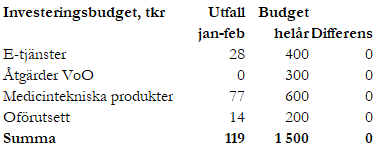 Investeringsbudget, tkr Utfall Budget
jan-feb helår Differens
E-tjänster 28 400 0
Åtgärder VoO 0 300 0
Medicintekniska produkter 77 600 0
Oförutsett 14 200 0
Summa 119 1 500 0